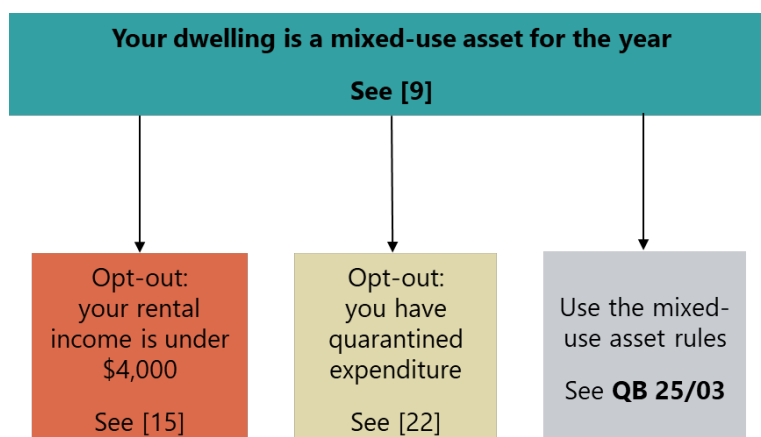 Your dwelling is a mixed-use asset for the year
See [9]
Opt-out:
your rental
income is under
$4,000
See [15]
Opt-out:
you have
quarantined
expenditure
See [22]
Use the mixed-
use asset rules
See QB 25/03